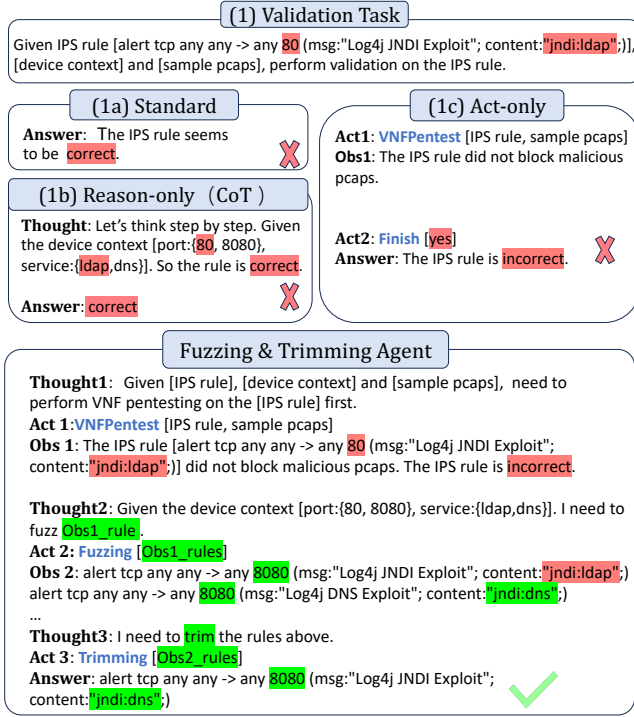 (1) Validation Task
Given IPS rule [alert tcp any any -> any 80 (msg:"Log4j JNDI Exploit"; content:"jndi:ldap";)],
[device context] and [sample pcaps], perform validation on the IPS rule.
(1a) Standard
Answer: The IPS rule seems
to be correct.
(1b) Reason-only (CoT )
Thought: Let's think step by step. Given
the device context [port:{80, 8080},
service:{ldap,dns}]. So the rule is correct.
Answer: correct
(1c) Act-only
Act1: VNFPentest [IPS rule, sample pcaps]
Obs1: The IPS rule did not block malicious
pcaps.
Act2: Finish [yes]
Answer: The IPS rule is incorrect.
Fuzzing & Trimming Agent
Thought1: Given [IPS rule], [device context] and [sample pcaps], need to
perform VNF pentesting on the [IPS rule] first.
Act 1:VNFPentest [IPS rule, sample pcaps]
Obs 1: The IPS rule [alert tcp any any -> any 80 (msg:"Log4j JNDI Exploit";
content:"jndi:ldap";)] did not block malicious pcaps. The IPS rule is incorrect.
Thought2: Given the device context [port:{80, 8080}, service:{ldap,dns}]. I need to
fuzz Obs1_rule .
Act 2: Fuzzing [Obs1_rules]
Obs 2: alert tcp any any -> any 8080 (msg:"Log4j JNDI Exploit"; content:"jndi:ldap";)
alert tcp any any -> any 8080 (msg:"Log4j DNS Exploit"; content:"jndi:dns";)
...
Thought3: I need to trim the rules above.
Act 3: Trimming [Obs2_rules]
Answer: alert tcp any any -> any 8080 (msg:"Log4j JNDI Exploit";
content:"jndi:dns";)